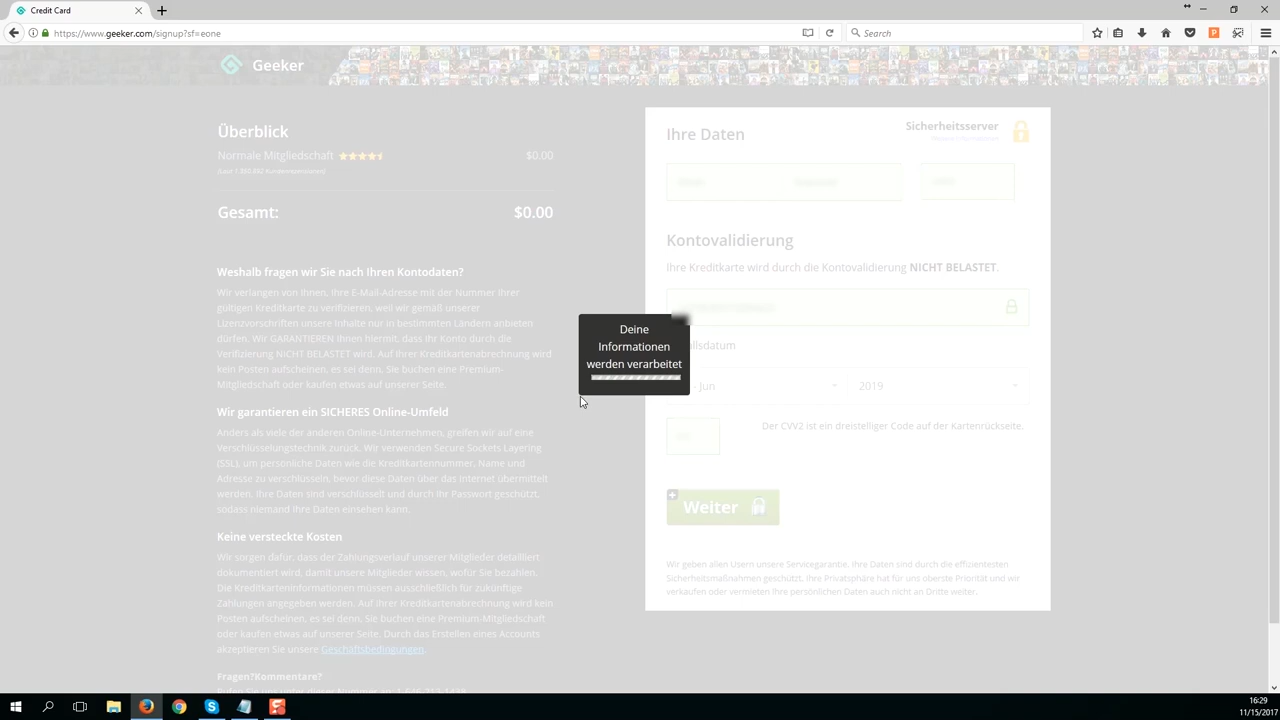 Credit Card
https://www.geeker.com/signup?sf=eone
Search
Geeker
Überblick
Normale Mitgliedschaft $0.00
Gesamt: $0.00
Weshalb fragen wir Sie nach Ihren Kontodaten?
Wir verlangen von Ihnen, Ihre E-Mail-Adresse mit der Nummer Ihrer
gültigen Kreditkarte zu verifizieren, weil wir gemäß unserer
Lizenzvorschriften unsere Inhalte nur in bestimmten Ländern anbieten
dürfen. Wir GARANTIEREN Ihnen hiermit, dass Ihr Konto durch die
Verifizierung NICHT BELASTET wird. Auf Ihrer Kreditkartenabrechnung wird
kein Posten aufscheinen, es sei denn, Sie buchen eine Premium-
Mitgliedschaft oder kaufen etwas auf unserer Seite.
Wir garantieren ein SICHERES Online-Umfeld
Anders als viele der anderen Online-Unternehmen, greifen wir auf eine
Verschlüsselungstechnik zurück. Wir verwenden Secure Sockets Layering
(SSL), um persönliche Daten wie die Kreditkartennummer, Name und
Adresse zu verschlüsseln, bevor diese Daten über das Internet übermittelt
werden. Ihre Daten sind verschlüsselt und durch Ihr Passwort geschützt,
sodass niemand Ihre Daten einsehen kann.
Keine versteckte Kosten
Wir sorgen dafür, dass der Zahlungsverlauf unserer Mitglieder detailliert
dokumentiert wird, damit unsere Mitglieder wissen, wofür Sie bezahlen.
Die Kreditkarteninformationen müssen ausschließlich für zukünftige
Zahlungen angegeben werden. Auf Ihrer Kreditkartenabrechnung wird kein
Posten aufscheinen, es sei denn, Sie buchen eine Premium-Mitgliedschaft
oder kaufen etwas auf unserer Seite. Durch das Erstellen eines Accounts
akzeptieren Sie unsere Geschäftsbedingungen.
Fragen?Kommentare?
Ihre Daten
Sicherheitsserver
Kontovalidierung
Ihre Kreditkarte wird durch die Kontovalidierung NICHT BELASTET.
Deine
Informationen
werden verarbeitet
llsdatum
- Jun 2019
Der CVV2 ist ein dreistelliger Code auf der Kartenrückseite.
Weiter
Wir geben allen Usern unsere Servicegarantie. Ihre Daten sind durch die effizientesten
Sicherheitsmaßnahmen geschützt. Ihre Privatsphäre hat für uns oberste Priorität und wir
verkaufen oder vermieten Ihre persönlichen Daten auch nicht an Dritte weiter.
16:29
11/15/2017